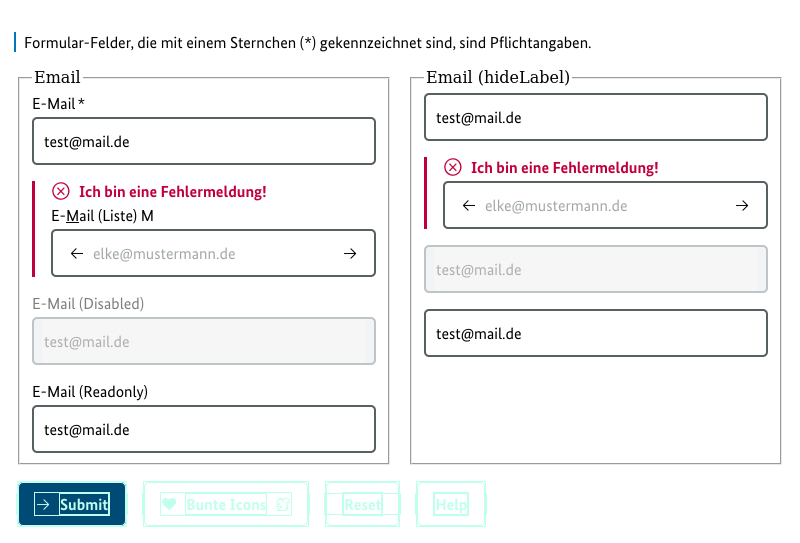 Formular-Felder, die mit einem Sternchen (*) gekennzeichnet sind, sind Pflichtangaben.
Email
E-Mail *
test@mail.de
Ich bin eine Fehlermeldung!
E-Mail (Liste) M
elke@mustermann.de
E-Mail (Disabled)
test@mail.de
E-Mail (Readonly)
test@mail.de
Email (hideLabel)
test@mail.de
Ich bin eine Fehlermeldung!
elke@mustermann.de
test@mail.de
test@mail.de
Submit
Bunte Icons
Reset
Help